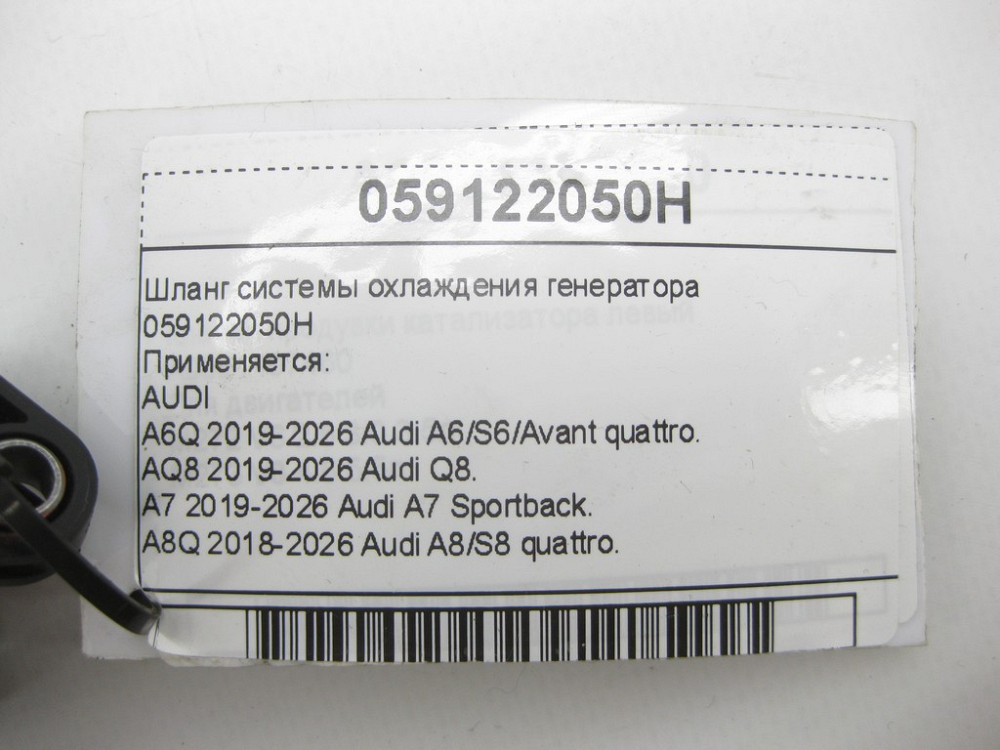 059122050H
Шланг системы охлаждения генератора
059122050H
Применяется:
AUDI
A6Q 2019-2026 Audi A6/S6/Avant quattro.
AQ8 2019-2026 Audi Q8.
A7 2019-2026 Audi A7 Sportback.
A8Q 2018-2026 Audi A8/S8 quattro.